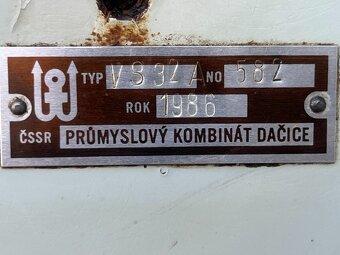 TYP VS 32 A NO 582
ROK 1986
ČSSR PRŮMYSLOVÝ KOMBINÁT DAČICE